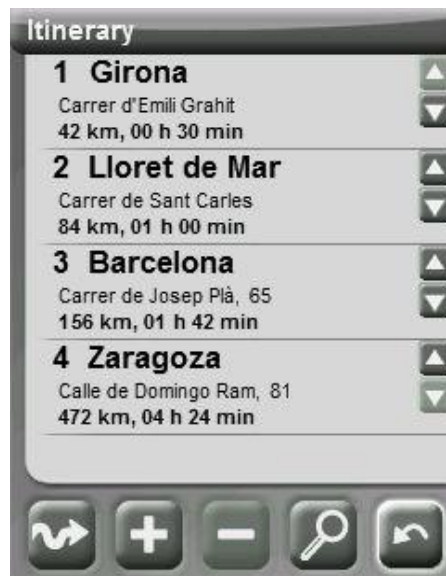 Itinerary
1 Girona
Carrer d'Emili Grahit
42 km, 00 h 30 min
2 Lloret de Mar
Carrer de Sant Carles
84 km, 01 h 00 min
3 Barcelona
Carrer de Josep Plà, 65
156 km, 01 h 42 min
4 Zaragoza
Calle de Domingo Ram, 81
472 km, 04 h 24 min